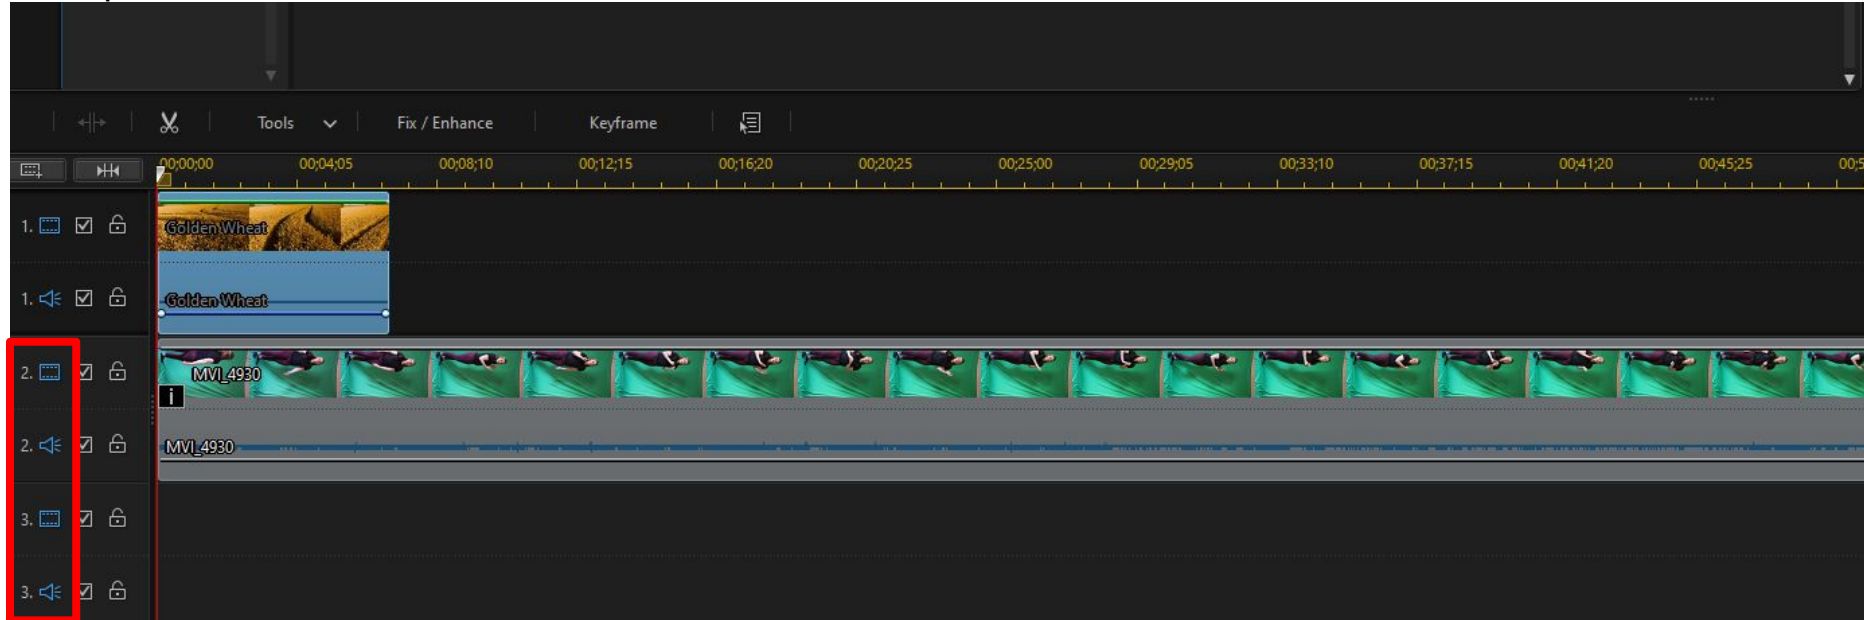 Tools Fix / Enhance Keyframe
00;00;00 00;04;05 00;08;10 00;12;15 00;16;20 00;20;25 00;25;00 00;29;05 00;33;10 00;37;15 00;41;20 00;45;25
1. Golden Wheat
1. Golden Wheat
2. MVI_4930
i
2. MVI_4930
3.
3.